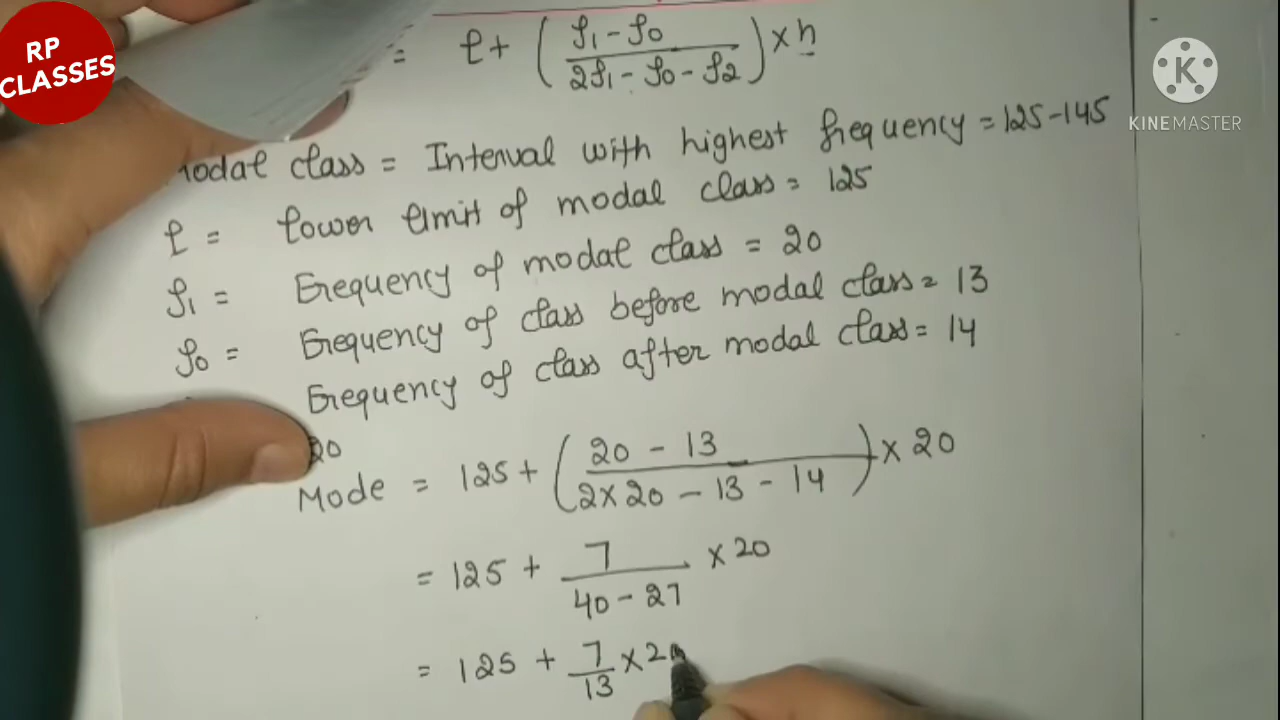 RP
CLASSES
= l + ( f1 - f0 / 2f1 - f0 - f2 ) × h
KINEMASTER
Modal class = Interval with highest frequency = 125-145
l = lower limit of modal class = 125
f1 = Frequency of modal class = 20
f0 = Frequency of class before modal class = 13
Frequency of class after modal class = 14
20
Mode = 125 + ( 20 - 13 / 2×20 - 13 - 14 ) × 20
= 125 + 7 / 40 - 27 × 20
= 125 + 7/13 × 20